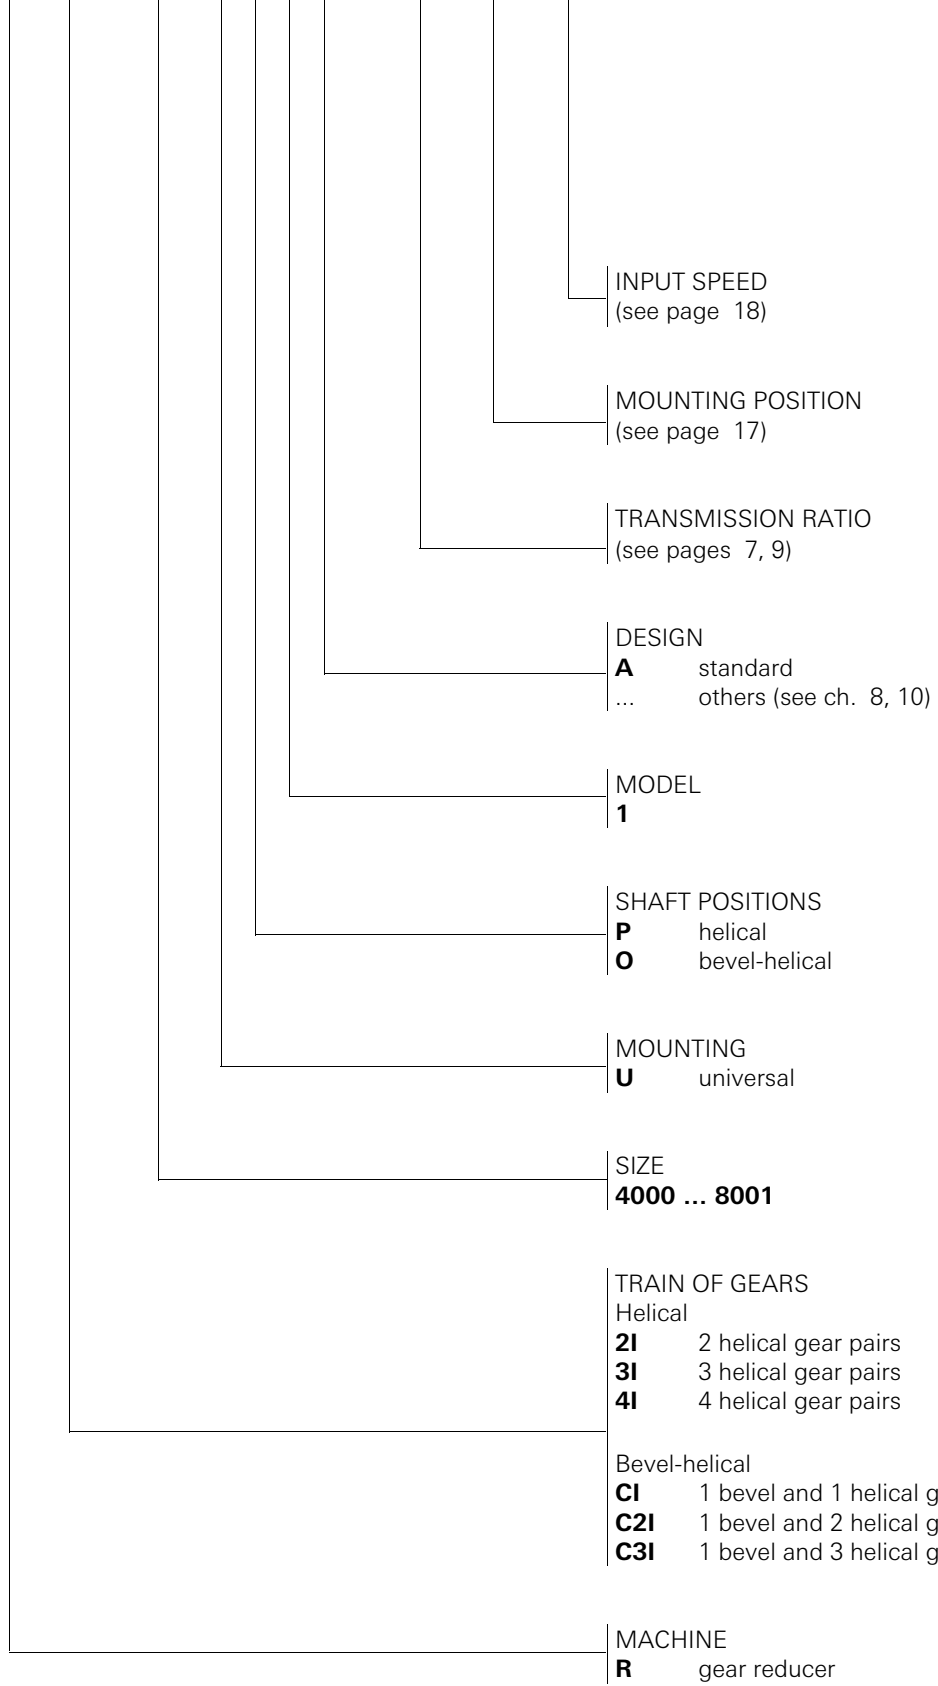 INPUT SPEED
(see page 18)
MOUNTING POSITION
(see page 17)
TRANSMISSION RATIO
(see pages 7, 9)
DESIGN
A standard
... others (see ch. 8, 10)
MODEL
1
SHAFT POSITIONS
P helical
O bevel-helical
MOUNTING
U universal
SIZE
4000 ... 8001
TRAIN OF GEARS
Helical
2I 2 helical gear pairs
3I 3 helical gear pairs
4I 4 helical gear pairs
Bevel-helical
CI 1 bevel and 1 helical g
C2I 1 bevel and 2 helical g
C3I 1 bevel and 3 helical g
MACHINE
R gear reducer